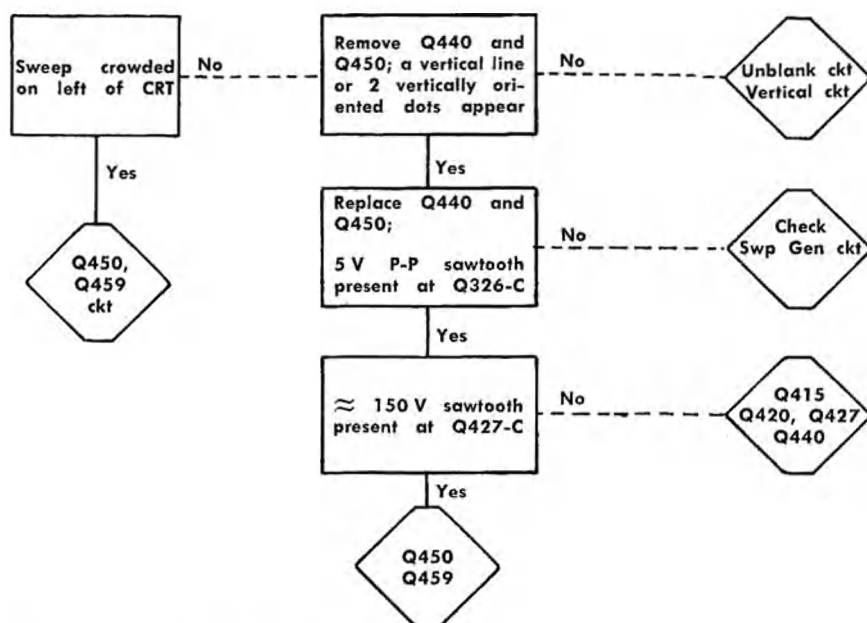 Sweep crowded
on left of CRT
No
Remove Q440 and
Q450; a vertical line
or 2 vertically ori-
ented dots appear
No
Unblank ckt
Vertical ckt
Yes
Yes
Q450,
Q459
ckt
Replace Q440 and
Q450;
5 V P-P sawtooth
present at Q326-C
No
Check
Swp Gen ckt
Yes
≈ 150 V sawtooth
present at Q427-C
No
Q415
Q420, Q427
Q440
Yes
Q450
Q459